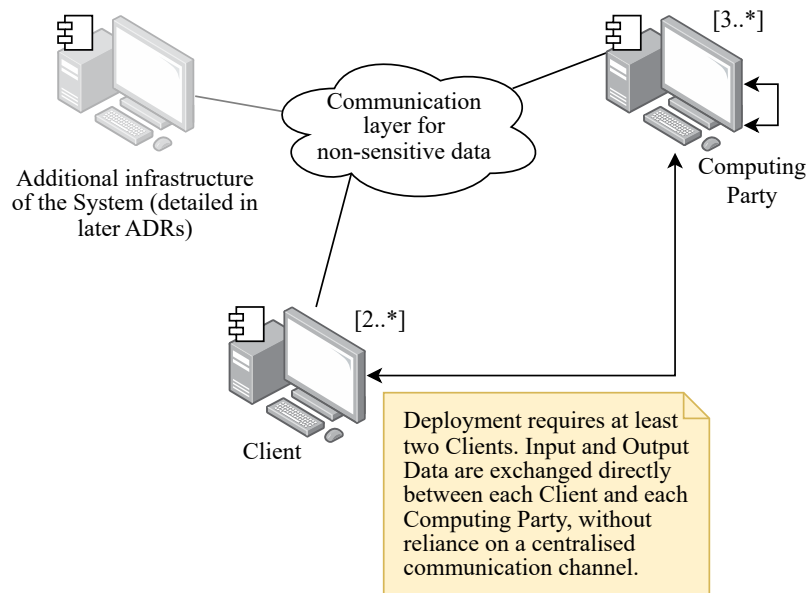 [3..*]
Communication
layer for
non-sensitive data
Computing
Party
Additional infrastructure
of the System (detailed in
later ADRs)
[2..*]
Client
Deployment requires at least
two Clients. Input and Output
Data are exchanged directly
between each Client and each
Computing Party, without
reliance on a centralised
communication channel.